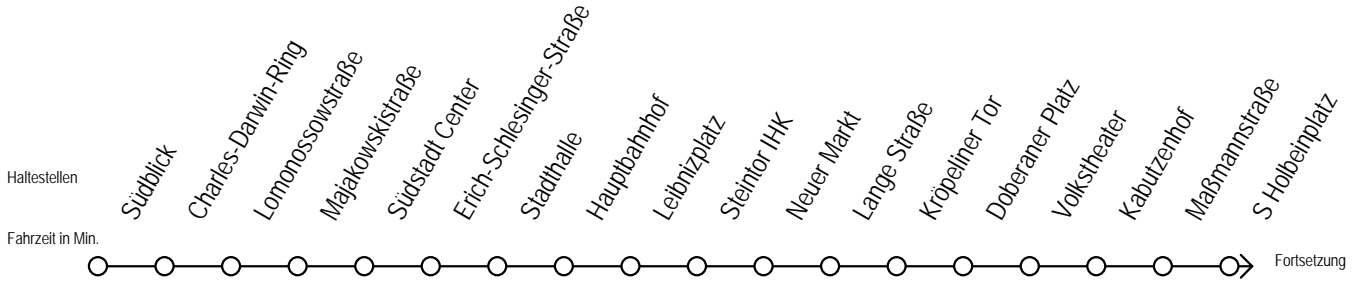 Haltestellen
Südblick
Charles-Darwin-Ring
Lomonossowstraße
Majakowskistraße
Südstadt Center
Erich-Schlesinger-Straße
Stadthalle
Hauptbahnhof
Leibnizplatz
Steintor IHK
Neuer Markt
Lange Straße
Kröpeliner Tor
Doberaner Platz
Volkstheater
Kabutzenhof
Maßmannstraße
S Holbeinplatz
Fahrzeit in Min.
Fortsetzung